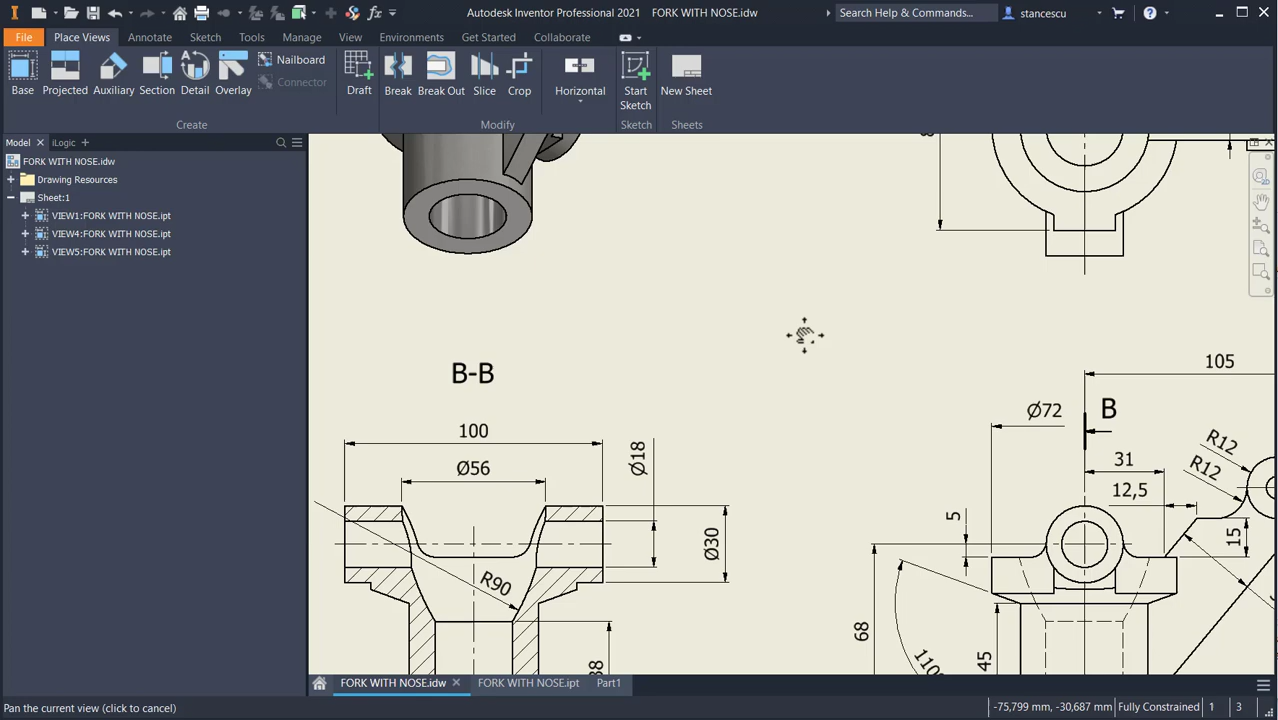 Autodesk Inventor Professional 2021 FORK WITH NOSE.idw
Search Help & Commands...
stancescu
File Place Views Annotate Sketch Tools Manage View Environments Get Started Collaborate
Base Projected Auxiliary Section Detail Overlay
Nailboard
Connector
Draft
Break Break Out Slice Crop
Horizontal
Start
Sketch
New Sheet
Create
Modify
Sketch
Sheets
Model
iLogic
FORK WITH NOSE.idw
Drawing Resources
Sheet:1
VIEW1:FORK WITH NOSE.ipt
VIEW4:FORK WITH NOSE.ipt
VIEW5:FORK WITH NOSE.ipt
B-B
100
Ø56
Ø18
Ø30
R90
105
Ø72
B
31
R12
R12
12,5
5
15
68
110°
45
FORK WITH NOSE.idw
FORK WITH NOSE.ipt
Part1
Pan the current view (click to cancel)
-75,799 mm, -30,687 mm
Fully Constrained
1
3